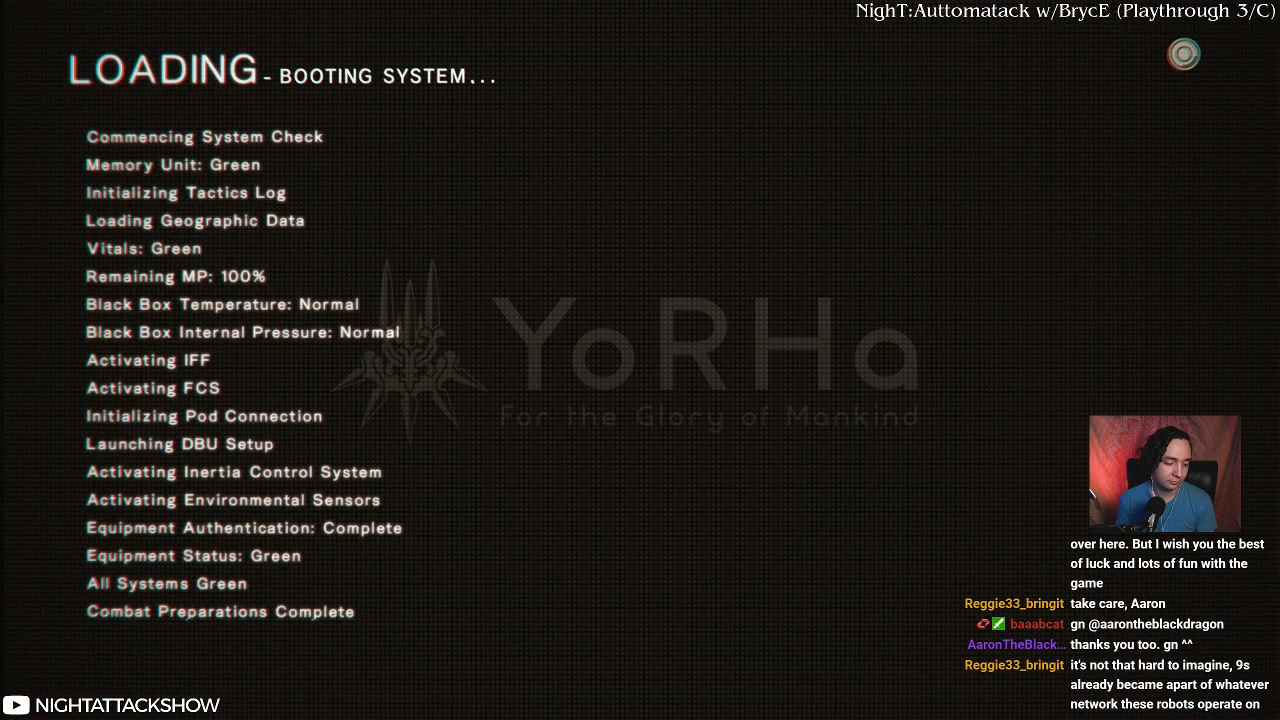 NighT:Auttomatack w/BrycE (Playthrough 3/C)
LOADING - BOOTING SYSTEM...
Commencing System Check
Memory Unit: Green
Initializing Tactics Log
Loading Geographic Data
Vitals: Green
Remaining MP: 100%
Black Box Temperature: Normal
Black Box Internal Pressure: Normal
Activating IFF
Activating FCS
Initializing Pod Connection
Launching DBU Setup
Activating Inertia Control System
Activating Environmental Sensors
Equipment Authentication: Complete
Equipment Status: Green
All Systems Green
Combat Preparations Complete
YoRHa
For the Glory of Mankind
over here. But I wish you the best
of luck and lots of fun with the
game
Reggie33_bringit take care, Aaron
baaabcat gn @aarontheblackdragon
AaronTheBlack... thanks you too. gn ^^
Reggie33_bringit it's not that hard to imagine, 9s
already became apart of whatever
network these robots operate on
NIGHTATTACKSHOW